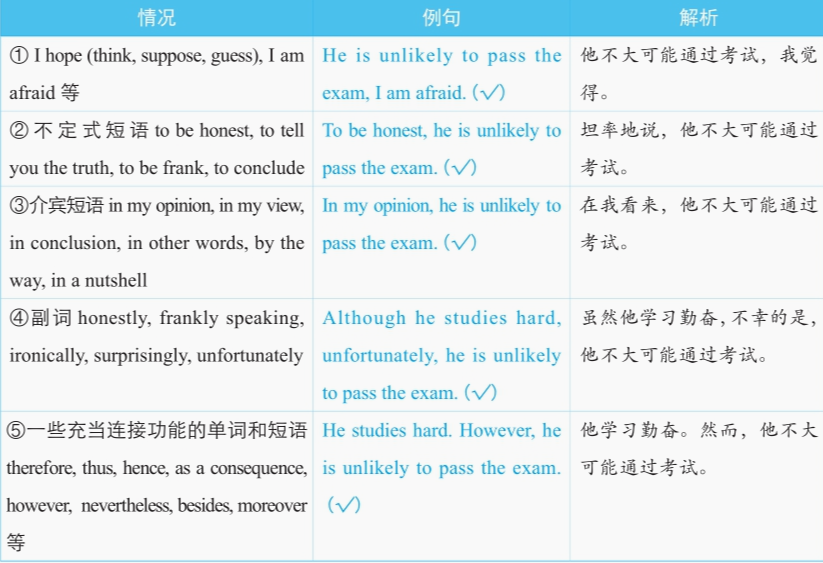 情况 例句 解析
① I hope (think, suppose, guess), I am
afraid 等
He is unlikely to pass the
exam, I am afraid. (✓)
他不大可能通过考试，我觉
得。
② 不定式短语 to be honest, to tell
you the truth, to be frank, to conclude
To be honest, he is unlikely to
pass the exam. (✓)
坦率地说，他不大可能通过
考试。
③介宾短语 in my opinion, in my view,
in conclusion, in other words, by the
way, in a nutshell
In my opinion, he is unlikely to
pass the exam. (✓)
在我看来，他不大可能通过
考试。
④副词 honestly, frankly speaking,
ironically, surprisingly, unfortunately
Although he studies hard,
unfortunately, he is unlikely
to pass the exam. (✓)
虽然他学习勤奋，不幸的是，
他不大可能通过考试。
⑤一些充当连接功能的单词和短语
therefore, thus, hence, as a consequence,
however, nevertheless, besides, moreover
等
He studies hard. However, he
is unlikely to pass the exam.
(✓)
他学习勤奋。然而，他不大
可能通过考试。